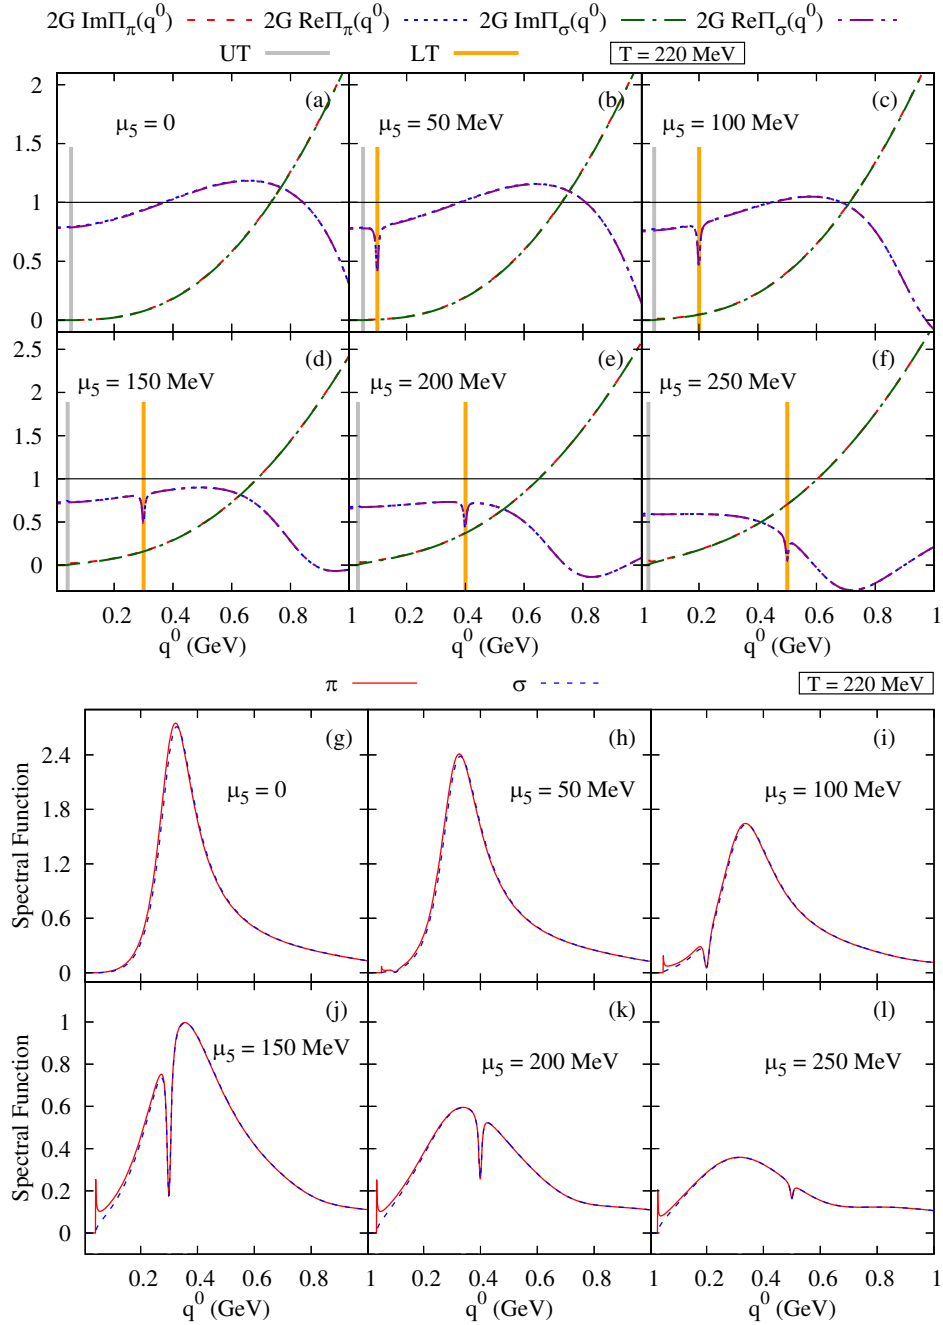 2G ImΠπ(q⁰) 2G ReΠπ(q⁰) 2G ImΠσ(q⁰) 2G ReΠσ(q⁰)
UT LT T = 220 MeV
(a) (b) (c)
μ₅ = 0 μ₅ = 50 MeV μ₅ = 100 MeV
2
1.5
1
0.5
0
(d) (e) (f)
μ₅ = 150 MeV μ₅ = 200 MeV μ₅ = 250 MeV
2.5
2
1.5
1
0.5
0
0.2 0.4 0.6 0.8 1 0.2 0.4 0.6 0.8 1 0.2 0.4 0.6 0.8 1
q⁰ (GeV) q⁰ (GeV) q⁰ (GeV)
π σ T = 220 MeV
(g) (h) (i)
μ₅ = 0 μ₅ = 50 MeV μ₅ = 100 MeV
Spectral Function
2.4
1.8
1.2
0.6
0
(j) (k) (l)
μ₅ = 150 MeV μ₅ = 200 MeV μ₅ = 250 MeV
Spectral Function
1
0.8
0.6
0.4
0.2
0
0.2 0.4 0.6 0.8 1 0.2 0.4 0.6 0.8 1 0.2 0.4 0.6 0.8 1
q⁰ (GeV) q⁰ (GeV) q⁰ (GeV)